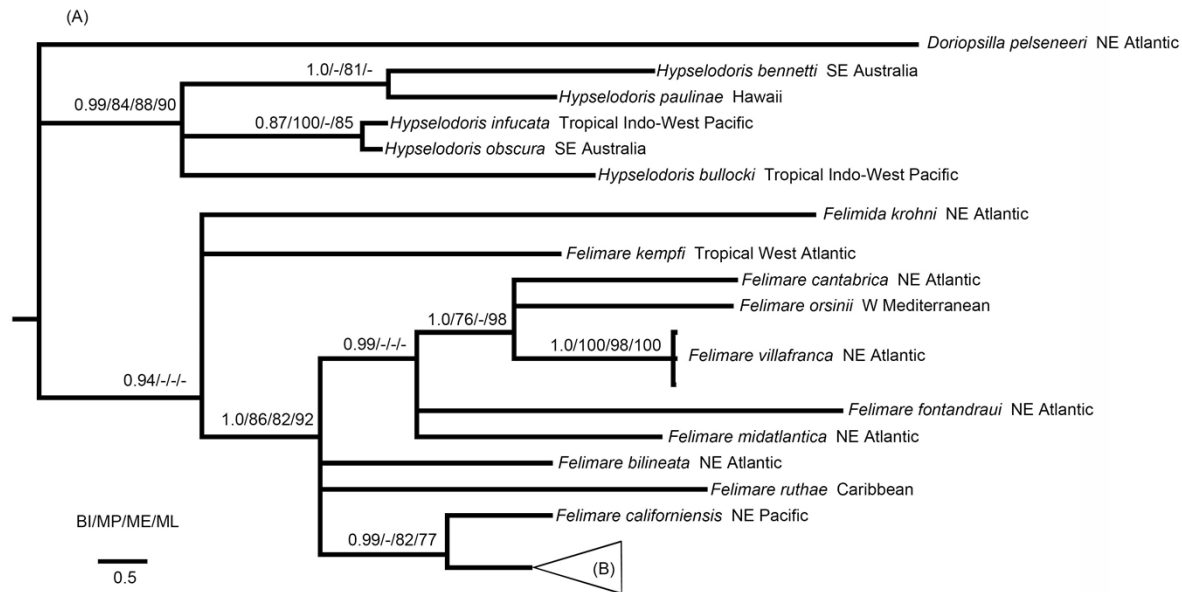 (A)
Doriopsilla pelseneeri NE Atlantic
1.0/-/81/-
Hypselodoris bennetti SE Australia
0.99/84/88/90
Hypselodoris paulinae Hawaii
0.87/100/-/85
Hypselodoris infucata Tropical Indo-West Pacific
Hypselodoris obscura SE Australia
Hypselodoris bullocki Tropical Indo-West Pacific
Felimida krohni NE Atlantic
Felimare kempfi Tropical West Atlantic
Felimare cantabrica NE Atlantic
Felimare orsinii W Mediterranean
1.0/76/-/98
0.99/-/-/-
1.0/100/98/100
Felimare villafranca NE Atlantic
0.94/-/-/-
Felimare fontandraui NE Atlantic
1.0/86/82/92
Felimare midatlantica NE Atlantic
Felimare bilineata NE Atlantic
Felimare ruthae Caribbean
BI/MP/ME/ML
Felimare californiensis NE Pacific
0.99/-/82/77
(B)
0.5